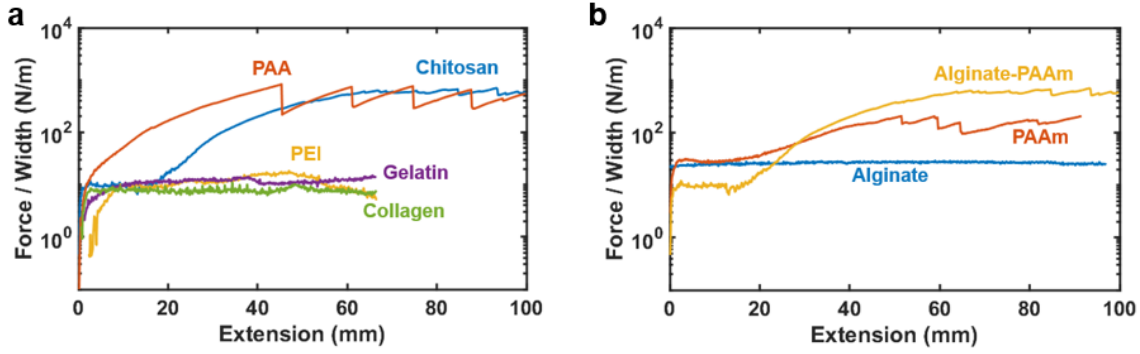 a
10⁴
10²
10⁰
Force / Width (N/m)
PAA
Chitosan
PEI
Gelatin
Collagen
0 20 40 60 80 100
Extension (mm)
b
10⁴
10²
10⁰
Force / Width (N/m)
Alginate-PAAm
PAAm
Alginate
0 20 40 60 80 100
Extension (mm)